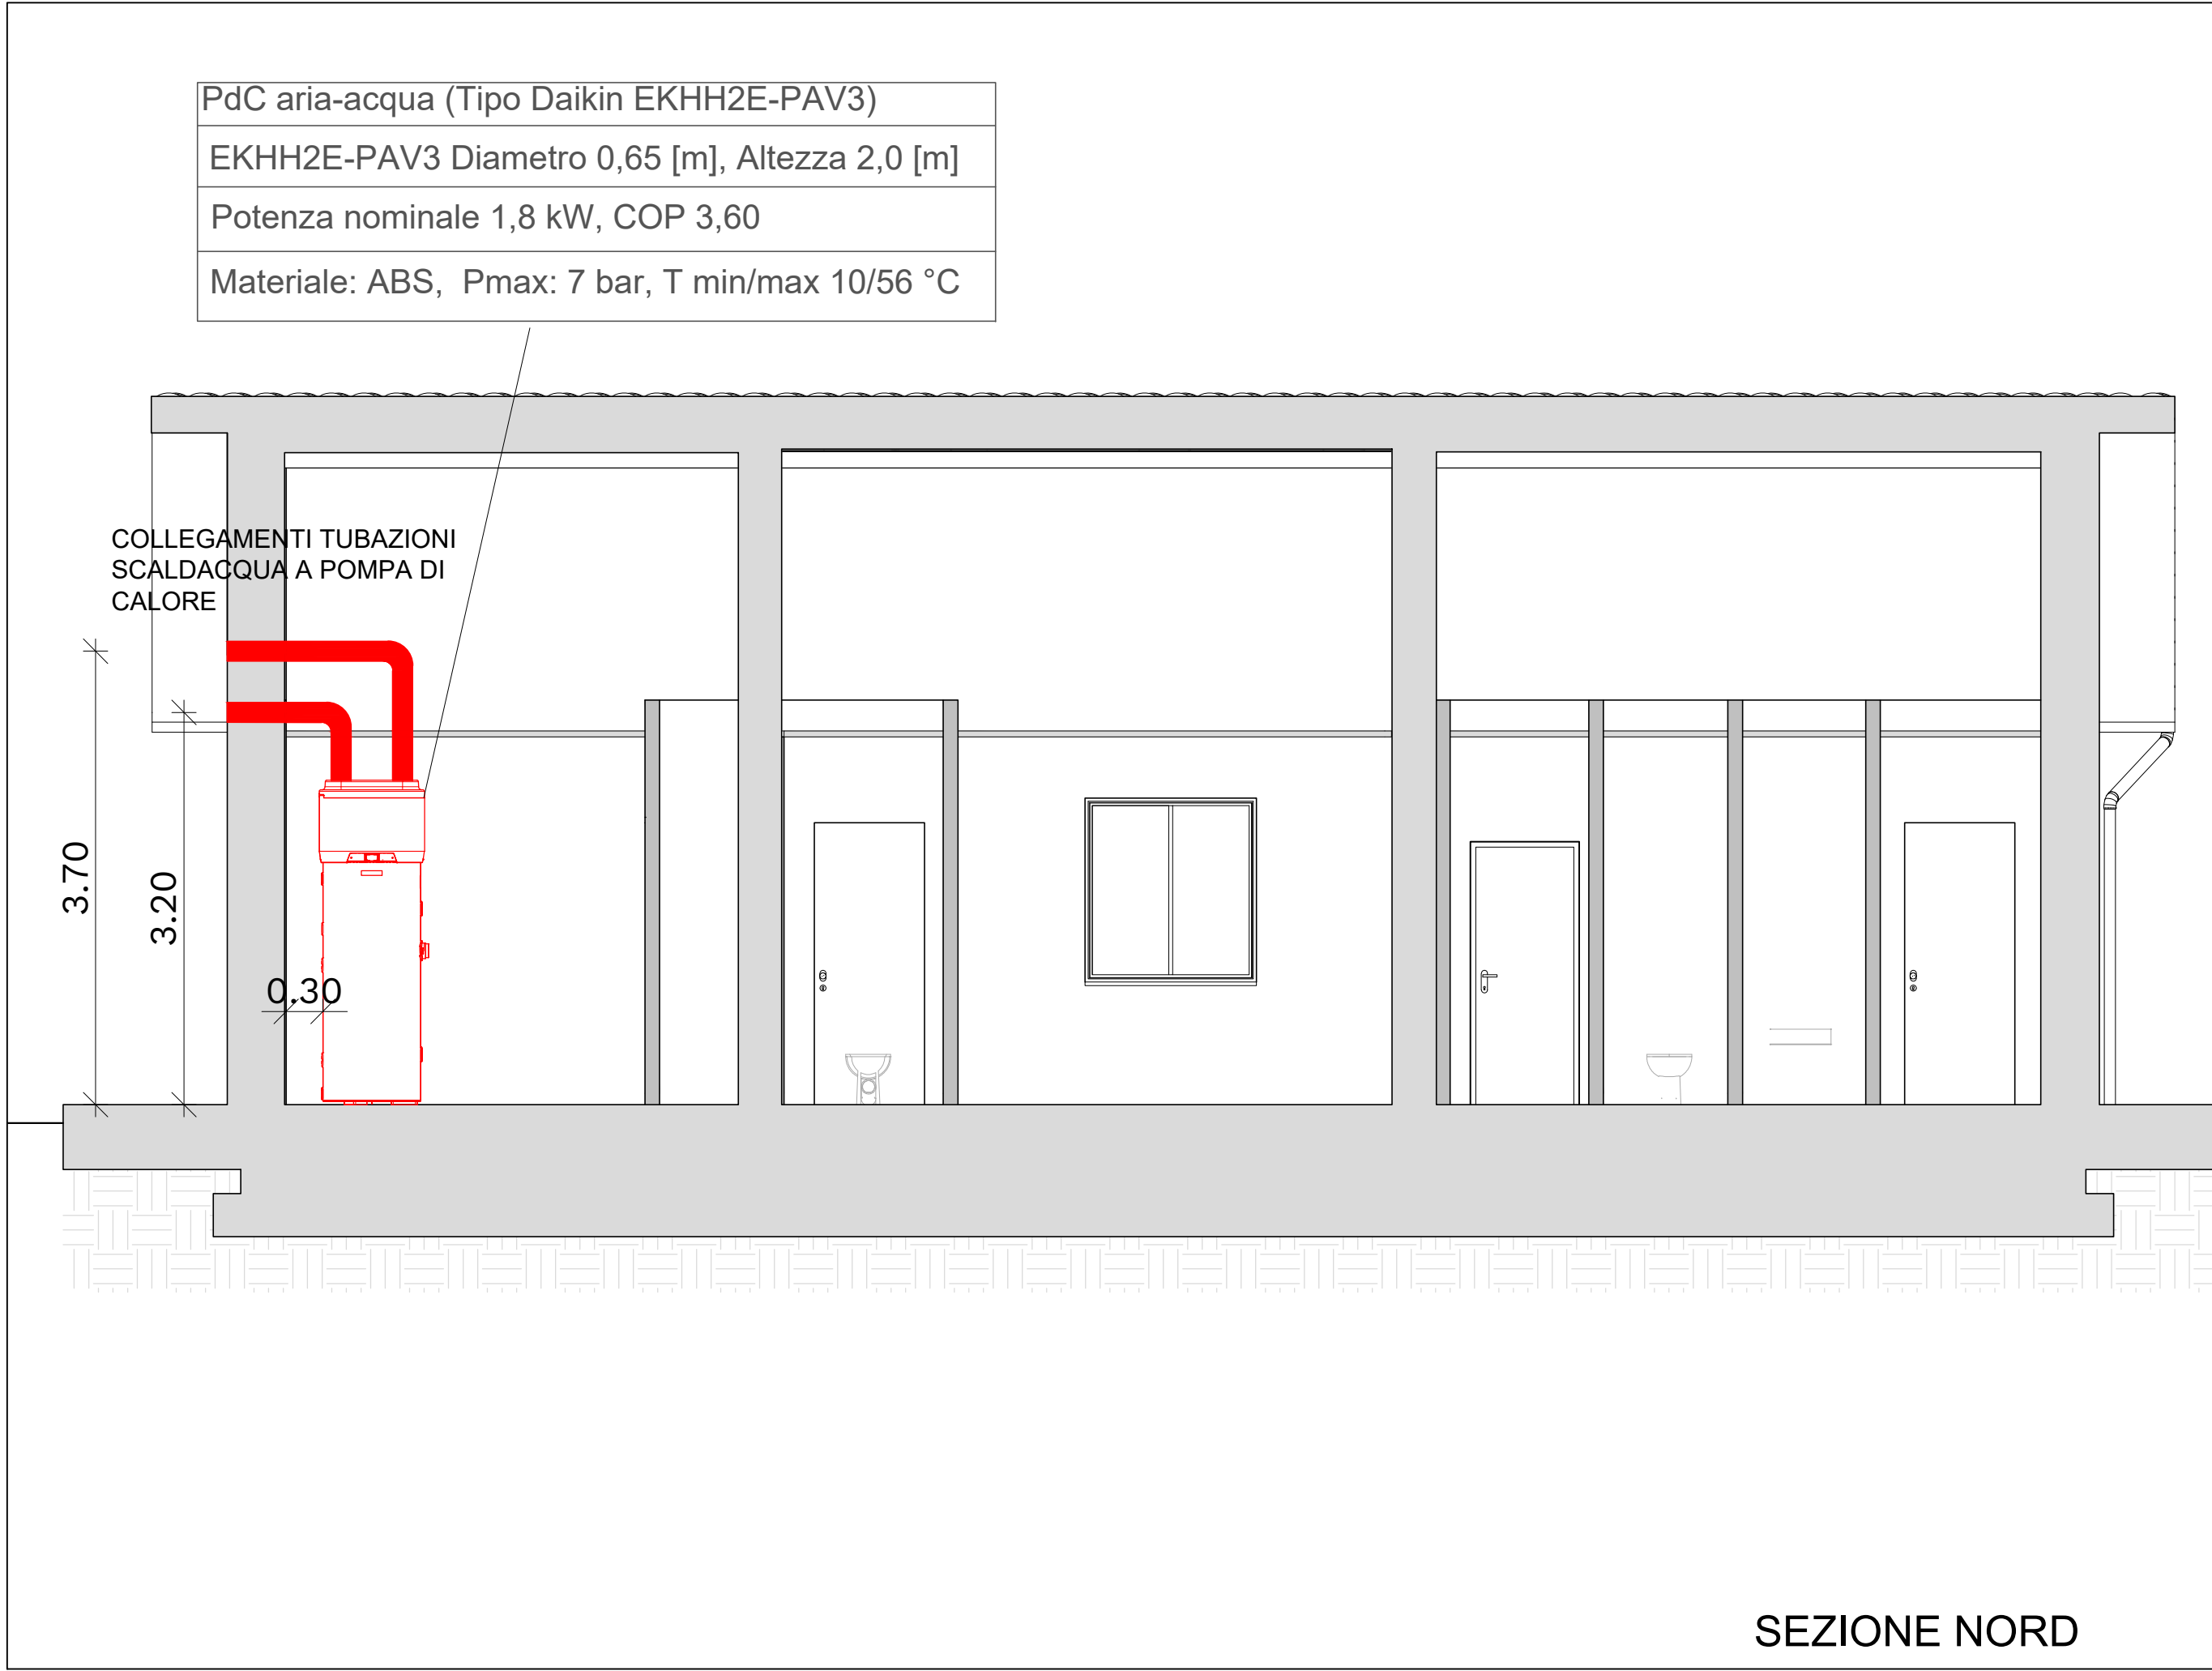 PdC aria-acqua (Tipo Daikin EKHH2E-PAV3)
EKHH2E-PAV3 Diametro 0,65 [m], Altezza 2,0 [m]
Potenza nominale 1,8 kW, COP 3,60
Materiale: ABS, Pmax: 7 bar, T min/max 10/56 °C
COLLEGAMENTI TUBAZIONI
SCALDACQUA A POMPA DI
CALORE
3.70
3.20
0.30
SEZIONE NORD